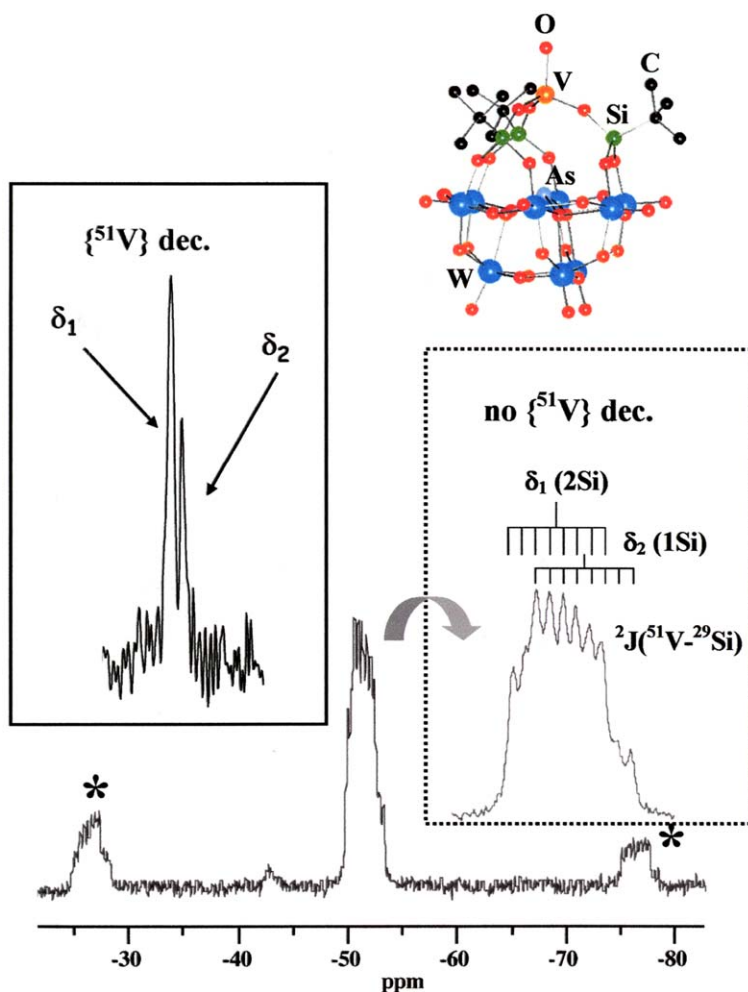 O
V
C
Si
As
W
{⁵¹V} dec.
δ₁
δ₂
no {⁵¹V} dec.
δ₁ (2Si)
δ₂ (1Si)
²J(⁵¹V-²⁹Si)
*
*
-30 -40 -50 -60 -70 -80
ppm